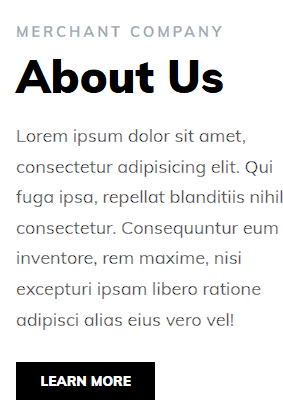 MERCHANT COMPANY
About Us
Lorem ipsum dolor sit amet,
consectetur adipisicing elit. Qui
fuga ipsa, repellat blanditiis nihil
consectetur. Consequuntur eum
inventore, rem maxime, nisi
excepturi ipsam libero ratione
adipisci alias eius vero vel!
LEARN MORE